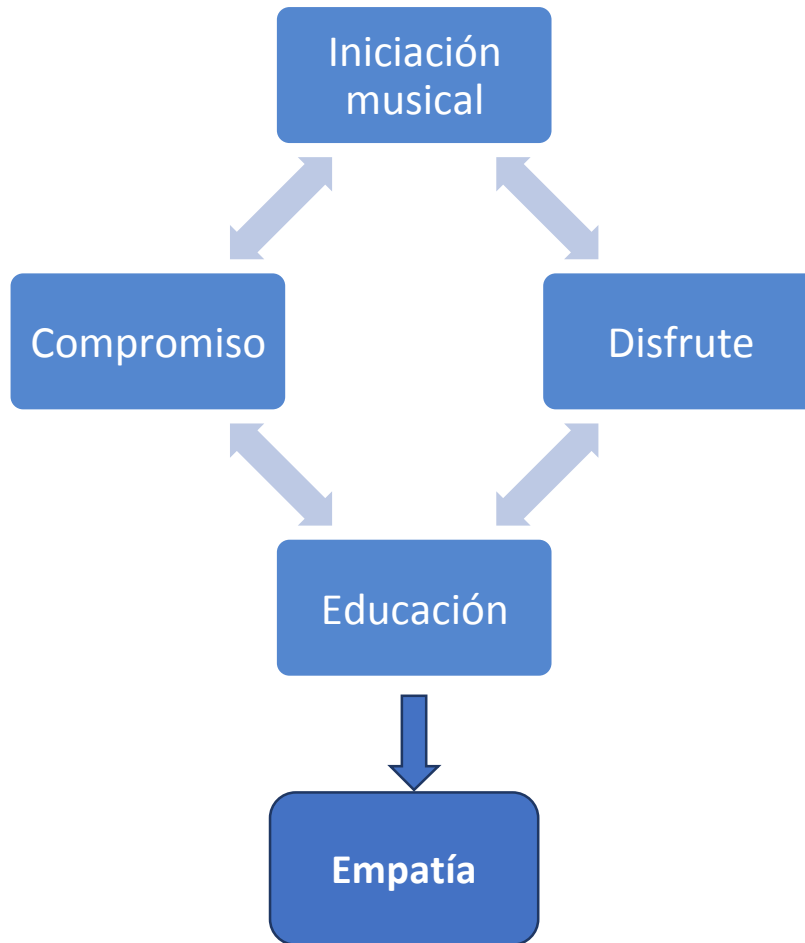 Iniciación
musical
Compromiso
Disfrute
Educación
Empatía